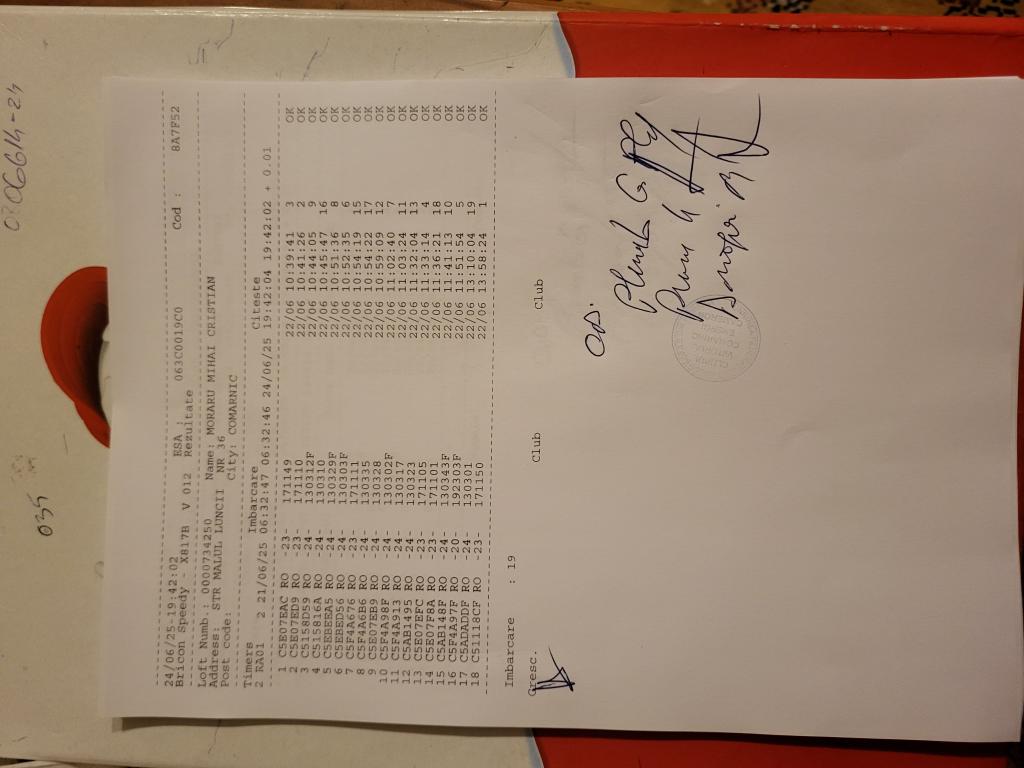 24/06/25 19:42:02
Bricon Speedy - X817B V 012 ESA : 063C0019C0 Cod : 8A7F52
Rezultate
Loft Numb.: 0000734250 Name: MORARU MIHAI CRISTIAN
Address: STR MALUL LUNCII NR 36
Post code: City: COMARNIC
Timers Imbarcare Citeste
2 RA01 2 21/06/25 06:32:47 06:32:46 24/06/25 19:42:04 19:42:02 + 0.01
1 C5E07EAC RO -23- 171149 22/06 10:39:41 3 OK
2 C5E07ED9 RO -23- 171110 22/06 10:41:26 2 OK
3 C5158D59 RO -24- 130312F 22/06 10:44:05 9 OK
4 C515816A RO -24- 130310 22/06 10:45:47 16 OK
5 C5EBEEA5 RO -24- 130329F 22/06 10:51:36 8 OK
6 C5EBED56 RO -24- 130303F 22/06 10:52:35 6 OK
7 C5F4A676 RO -23- 171111 22/06 10:54:19 15 OK
8 C5F4A6B6 RO -24- 130335 22/06 10:54:22 17 OK
9 C5E07EB9 RO -24- 130328 22/06 10:59:09 12 OK
10 C5F4A98F RO -24- 130302F 22/06 11:02:40 7 OK
11 C5F4A913 RO -24- 130317 22/06 11:03:24 11 OK
12 C5AB1495 RO -24- 130323 22/06 11:32:04 13 OK
13 C5E07EFC RO -23- 171105 22/06 11:33:14 4 OK
14 C5E07F8A RO -23- 171101 22/06 11:36:21 18 OK
15 C5AB148F RO -24- 130343F 22/06 11:41:13 10 OK
16 C5F4A97F RO -20- 192303F 22/06 11:51:54 5 OK
17 C5ADADDF RO -24- 130301 22/06 13:10:04 19 OK
18 C51118CF RO -23- 171150 22/06 13:58:24 1 OK
Imbarcare : 19
Gresc. Club Club
035